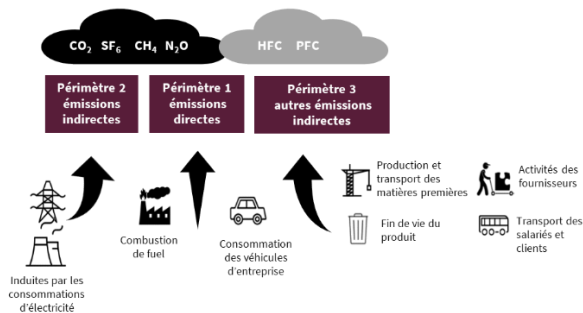 CO₂ SF₆ CH₄ N₂O
HFC PFC
Périmètre 2
émissions
indirectes
Périmètre 1
émissions
directes
Périmètre 3
autres émissions
indirectes
Induites par les
consommations
d'électricité
Combustion
de fuel
Consommation
des véhicules
d'entreprise
Production et
transport des
matières premières
Activités des
fournisseurs
Fin de vie du
produit
Transport des
salariés et
clients